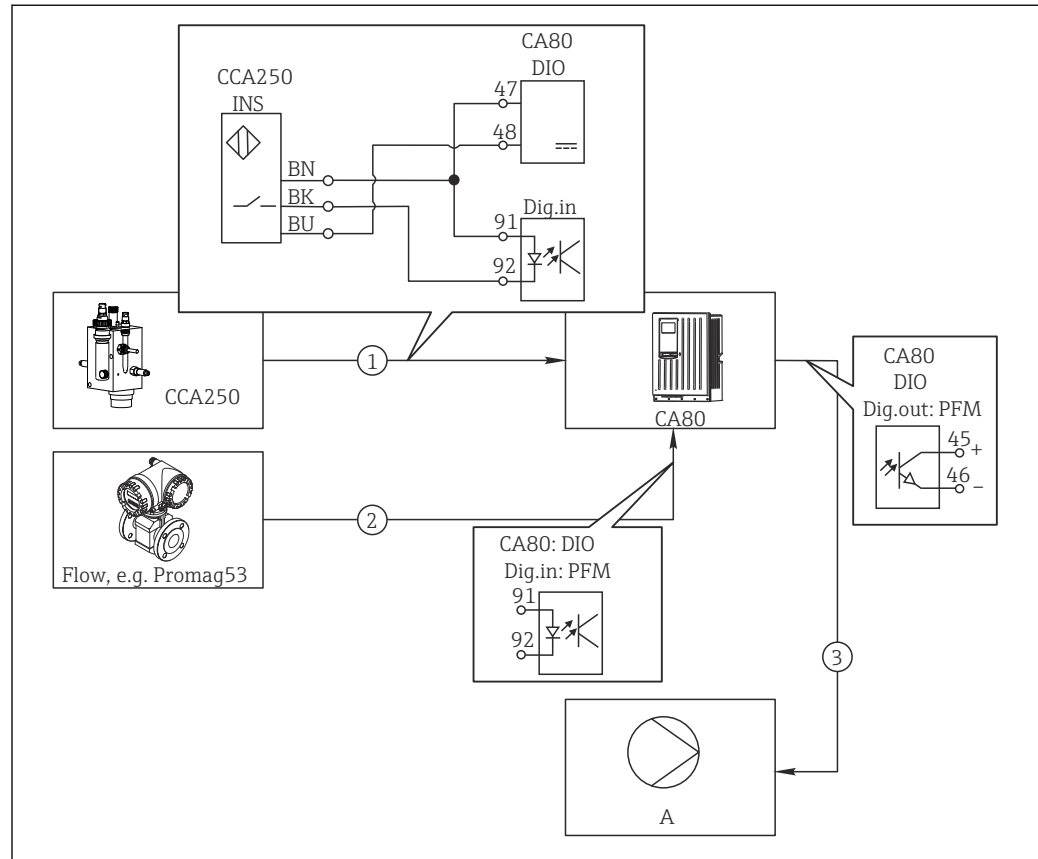 CA80
DIO
CCA250
INS
47
48
BN
BK
BU
Dig.in
91
92
1
CCA250
CA80
CA80
DIO
Dig.out: PFM
45
+
46
−
2
Flow, e.g. Promag53
CA80: DIO
Dig.in: PFM
91
92
3
A